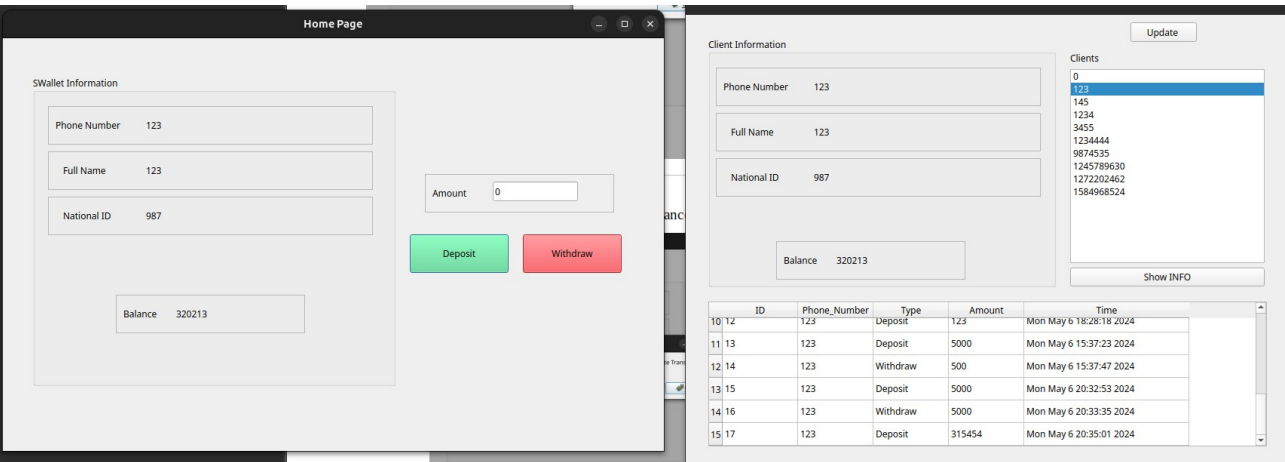 Home Page
SWallet Information
Phone Number 123
Full Name 123
National ID 987
Balance 320213
Amount 0
Deposit Withdraw
anc
te Trans
Update
Client Information
Phone Number 123
Full Name 123
National ID 987
Balance 320213
Clients
0
123
145
1234
3455
1234444
9874535
1245789630
1272202462
1584968524
Show INFO
ID Phone_Number Type Amount Time
10 12 123 Deposit 123 Mon May 6 18:28:18 2024
11 13 123 Deposit 5000 Mon May 6 15:37:23 2024
12 14 123 Withdraw 500 Mon May 6 15:37:47 2024
13 15 123 Deposit 5000 Mon May 6 20:32:53 2024
14 16 123 Withdraw 5000 Mon May 6 20:33:35 2024
15 17 123 Deposit 315454 Mon May 6 20:35:01 2024